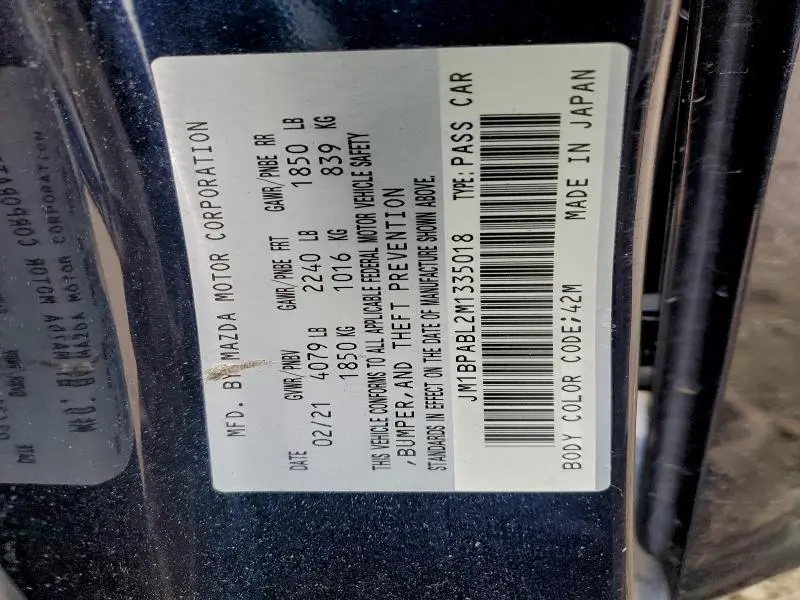 MFD. BY MAZDA MOTOR CORPORATION
DATE GVWR/PNBV GAWR/PNBE FRT GAWR/PNBE RR
02/21 4079 LB 2240 LB 1850 LB
1850 KG 1016 KG 839 KG
THIS VEHICLE CONFORMS TO ALL APPLICABLE FEDERAL MOTOR VEHICLE SAFETY
,BUMPER,AND THEFT PREVENTION
STANDARDS IN EFFECT ON THE DATE OF MANUFACTURE SHOWN ABOVE.
JM1BPABL2M1335018 TYPE: PASS CAR
BODY COLOR CODE:42M MADE IN JAPAN